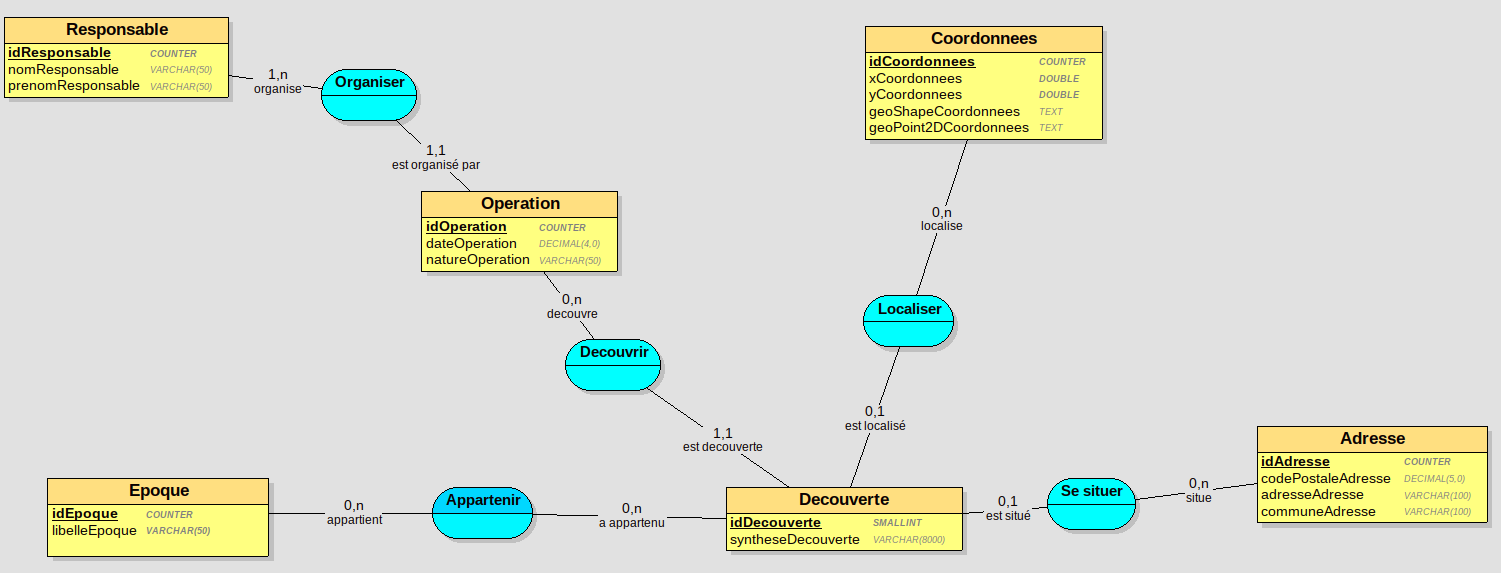 Responsable
idResponsable COUNTER
nomResponsable VARCHAR(50)
prenomResponsable VARCHAR(50)
1,n
organise
Organiser
1,1
est organisé par
Operation
idOperation COUNTER
dateOperation DECIMAL(4,0)
natureOperation VARCHAR(50)
0,n
decouvre
Decouvrir
1,1
est decouverte
Coordonnees
idCoordonnees COUNTER
xCoordonnees DOUBLE
yCoordonnees DOUBLE
geoShapeCoordonnees TEXT
geoPoint2DCoordonnees TEXT
0,n
localise
Localiser
0,1
est localisé
Epoque
idEpoque COUNTER
libelleEpoque VARCHAR(50)
0,n
appartient
Appartenir
0,n
a appartenu
Decouverte
idDecouverte SMALLINT
syntheseDecouverte VARCHAR(8000)
0,1
est situé
Se situer
0,n
situe
Adresse
idAdresse COUNTER
codePostaleAdresse DECIMAL(5,0)
adresseAdresse VARCHAR(100)
communeAdresse VARCHAR(100)